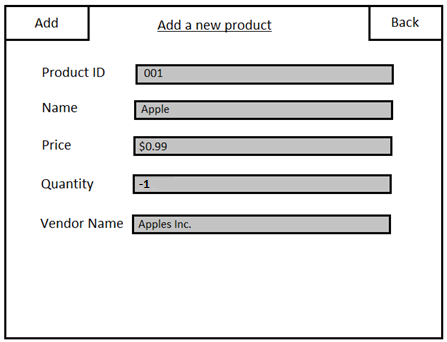 Add
Add a new product
Back
Product ID 001
Name Apple
Price $0.99
Quantity -1
Vendor Name Apples Inc.